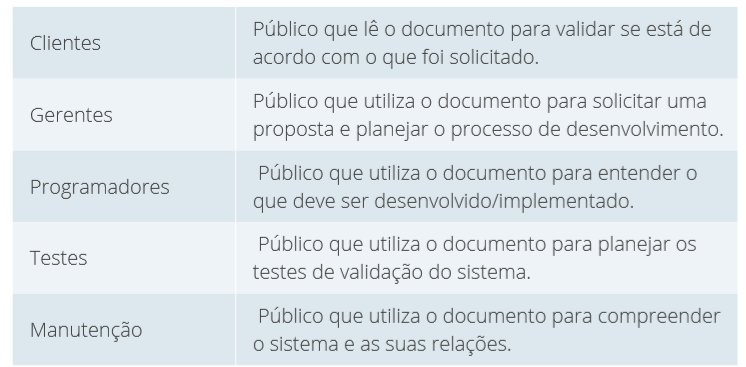 Clientes
Público que lê o documento para validar se está de
acordo com o que foi solicitado.
Gerentes
Público que utiliza o documento para solicitar uma
proposta e planejar o processo de desenvolvimento.
Programadores
Público que utiliza o documento para entender o
que deve ser desenvolvido/implementado.
Testes
Público que utiliza o documento para planejar os
testes de validação do sistema.
Manutenção
Público que utiliza o documento para compreender
o sistema e as suas relações.